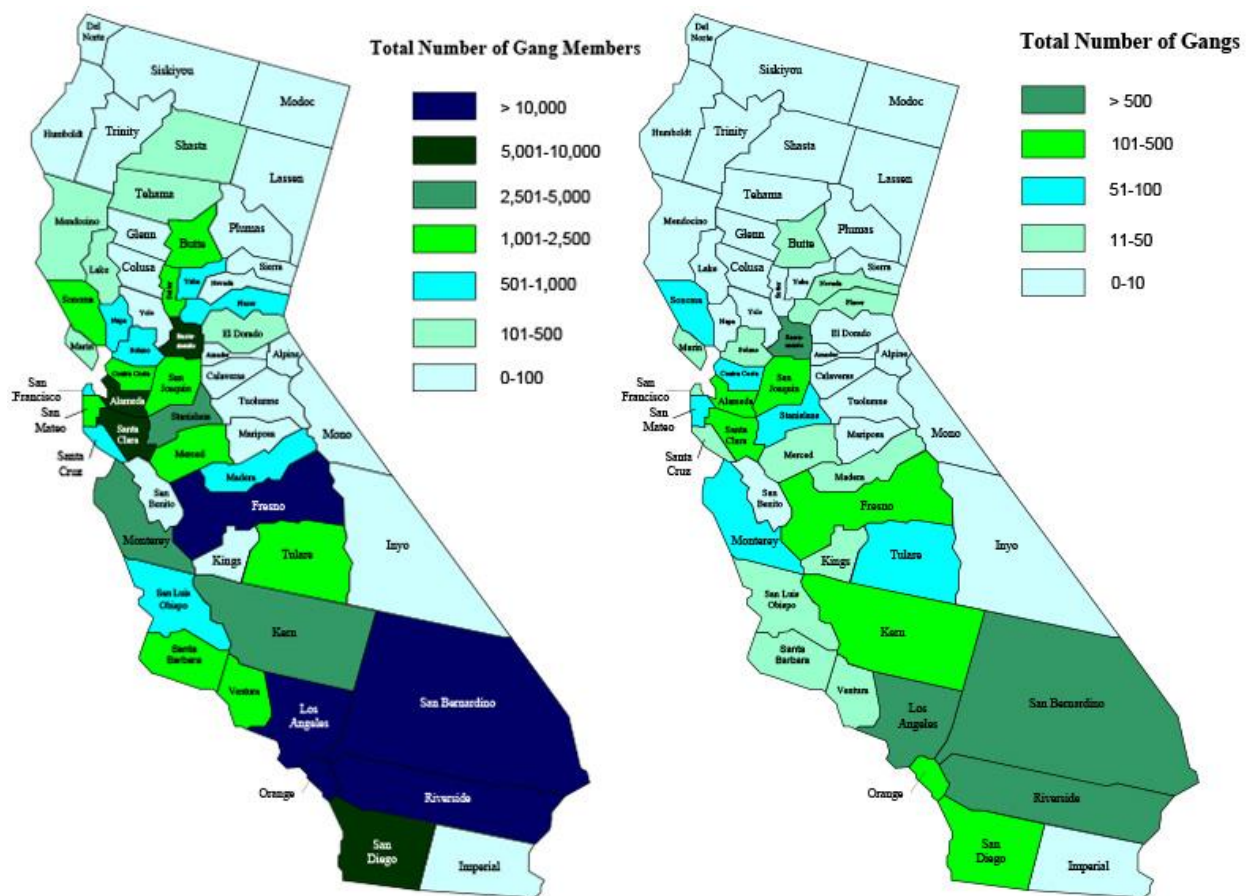 Total Number of Gang Members
> 10,000
5,001-10,000
2,501-5,000
1,001-2,500
501-1,000
101-500
0-100
Del
Norte
Siskiyou
Modoc
Humboldt
Trinity
Shasta
Lassen
Tehama
Mendocino
Glenn
Butte
Plumas
Lake
Colusa
Sutter
Yuba
Nevada
Sierra
Placer
Sonoma
Napa
Yolo
Sacra-
mento
El Dorado
Marin
Solano
Amador
Alpine
Contra Costa
San
Joaquin
Calaveras
San
Francisco
Alameda
Tuolumne
San
Mateo
Stanislaus
Santa
Clara
Mariposa
Mono
Santa
Cruz
Merced
Madera
San
Benito
Fresno
Monterey
Kings
Tulare
Inyo
San Luis
Obispo
Kern
Santa
Barbara
Ventura
Los
Angeles
San Bernardino
Orange
Riverside
San
Diego
Imperial
Total Number of Gangs
> 500
101-500
51-100
11-50
0-10
Del
Norte
Siskiyou
Modoc
Humboldt
Trinity
Shasta
Lassen
Tehama
Mendocino
Glenn
Butte
Plumas
Lake
Colusa
Sutter
Yuba
Nevada
Sierra
Placer
Sonoma
Napa
Yolo
Sacra-
mento
El Dorado
Marin
Solano
Amador
Alpine
Contra Costa
San
Joaquin
Calaveras
San
Francisco
Alameda
Tuolumne
San
Mateo
Stanislaus
Santa
Clara
Mariposa
Mono
Santa
Cruz
Merced
Madera
San
Benito
Fresno
Monterey
Kings
Tulare
Inyo
San Luis
Obispo
Kern
Santa
Barbara
Ventura
Los
Angeles
San Bernardino
Orange
Riverside
San
Diego
Imperial